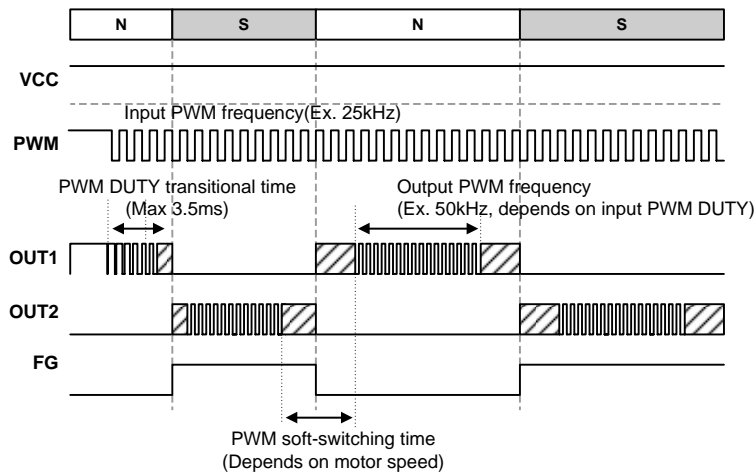 N S N S
VCC
Input PWM frequency(Ex. 25kHz)
PWM
PWM DUTY transitional time
(Max 3.5ms)
Output PWM frequency
(Ex. 50kHz, depends on input PWM DUTY)
OUT1
OUT2
FG
PWM soft-switching time
(Depends on motor speed)